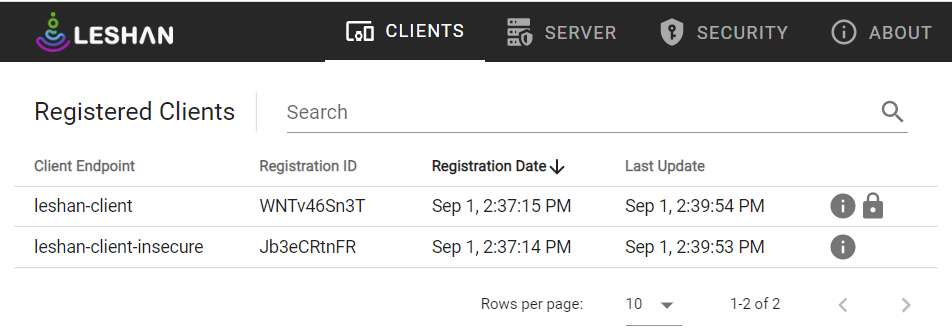 LESHAN CLIENTS SERVER SECURITY ABOUT
Registered Clients Search
Client Endpoint Registration ID Registration Date Last Update
leshan-client WNTv46Sn3T Sep 1, 2:37:15 PM Sep 1, 2:39:54 PM
leshan-client-insecure Jb3eCRtnFR Sep 1, 2:37:14 PM Sep 1, 2:39:53 PM
Rows per page: 10 1-2 of 2